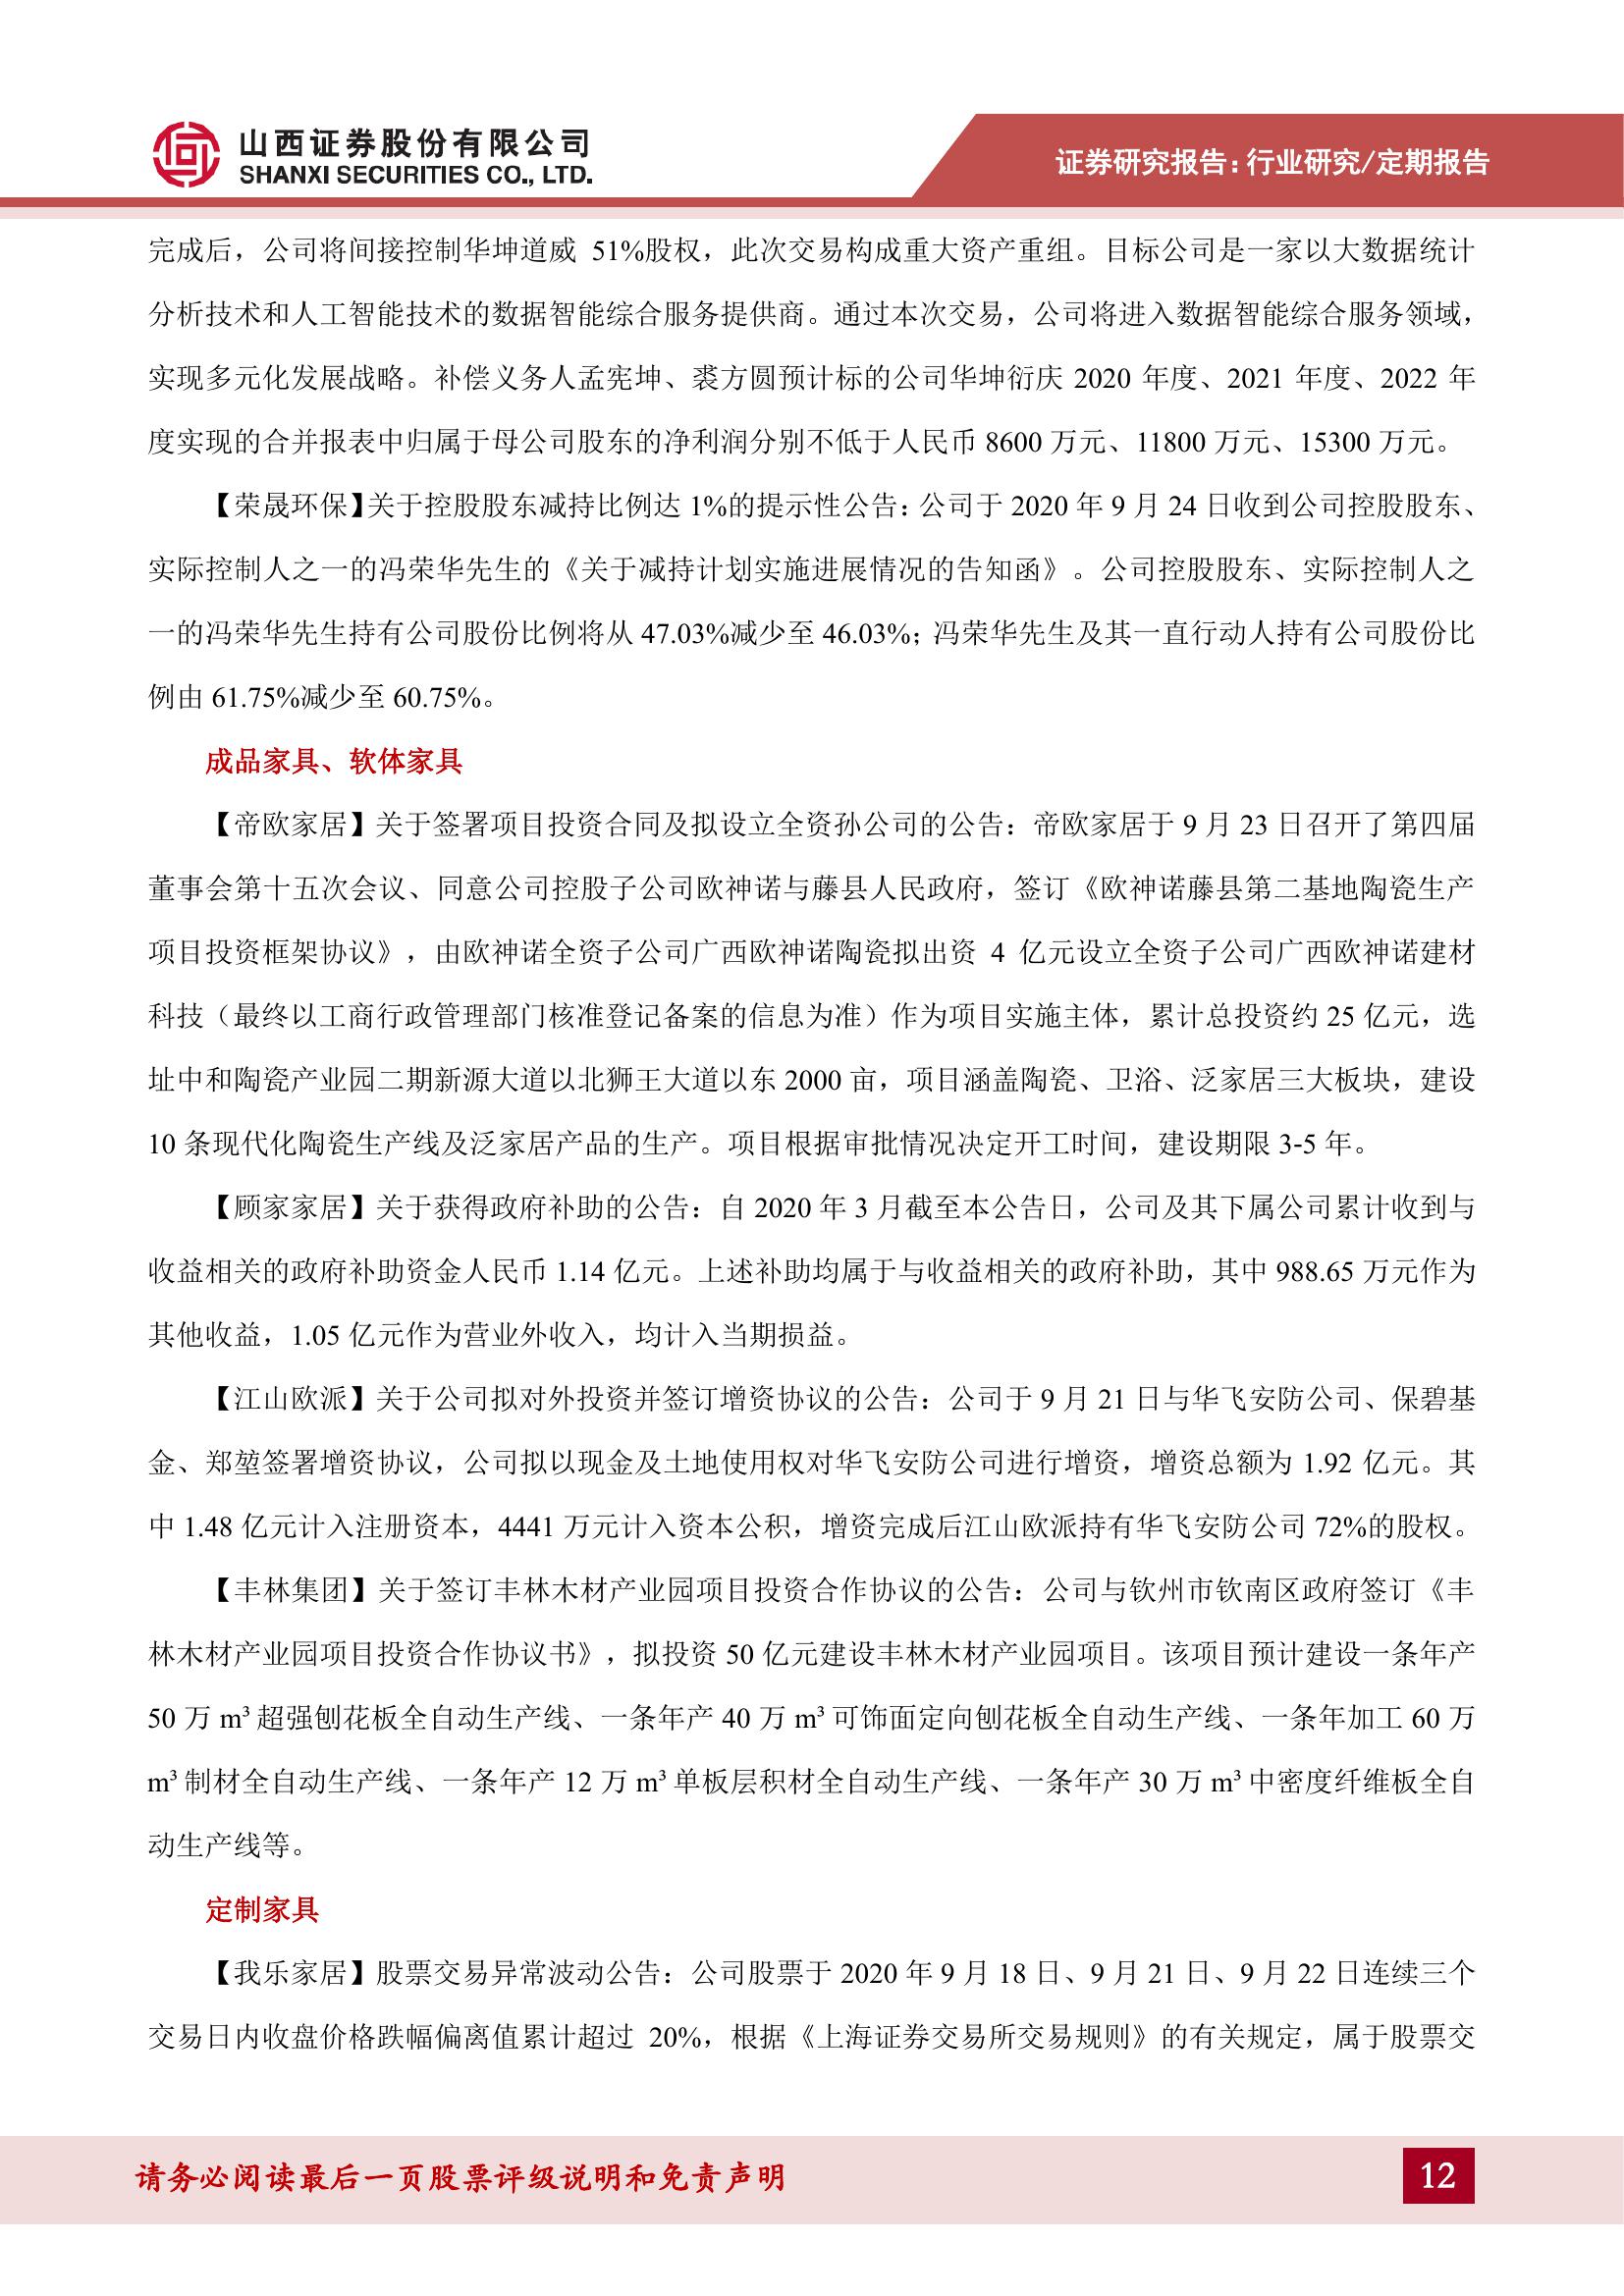 山西证券股份有限公司
SHANXI SECURITIES CO., LTD.
证券研究报告：行业研究/定期报告
完成后，公司将间接控制华坤道威 51%股权，此次交易构成重大资产重组。目标公司是一家以大数据统计
分析技术和人工智能技术的数据智能综合服务提供商。通过本次交易，公司将进入数据智能综合服务领域，
实现多元化发展战略。补偿义务人孟宪坤、裘方圆预计标的公司华坤衍庆 2020 年度、2021 年度、2022 年
度实现的合并报表中归属于母公司股东的净利润分别不低于人民币 8600 万元、11800 万元、15300 万元。
【荣晟环保】关于控股股东减持比例达 1%的提示性公告：公司于 2020 年 9 月 24 日收到公司控股股东、
实际控制人之一的冯荣华先生的《关于减持计划实施进展情况的告知函》。公司控股股东、实际控制人之
一的冯荣华先生持有公司股份比例将从 47.03%减少至 46.03%；冯荣华先生及其一直行动人持有公司股份比
例由 61.75%减少至 60.75%。
成品家具、软体家具
【帝欧家居】关于签署项目投资合同及拟设立全资孙公司的公告：帝欧家居于 9 月 23 日召开了第四届
董事会第十五次会议、同意公司控股子公司欧神诺与藤县人民政府，签订《欧神诺藤县第二基地陶瓷生产
项目投资框架协议》，由欧神诺全资子公司广西欧神诺陶瓷拟出资 4 亿元设立全资子公司广西欧神诺建材
科技（最终以工商行政管理部门核准登记备案的信息为准）作为项目实施主体，累计总投资约 25 亿元，选
址中和陶瓷产业园二期新源大道以北狮王大道以东 2000 亩，项目涵盖陶瓷、卫浴、泛家居三大板块，建设
10 条现代化陶瓷生产线及泛家居产品的生产。项目根据审批情况决定开工时间，建设期限 3-5 年。
【顾家家居】关于获得政府补助的公告：自 2020 年 3 月截至本公告日，公司及其下属公司累计收到与
收益相关的政府补助资金人民币 1.14 亿元。上述补助均属于与收益相关的政府补助，其中 988.65 万元作为
其他收益，1.05 亿元作为营业外收入，均计入当期损益。
【江山欧派】关于公司拟对外投资并签订增资协议的公告：公司于 9 月 21 日与华飞安防公司、保碧基
金、郑堃签署增资协议，公司拟以现金及土地使用权对华飞安防公司进行增资，增资总额为 1.92 亿元。其
中 1.48 亿元计入注册资本，4441 万元计入资本公积，增资完成后江山欧派持有华飞安防公司 72%的股权。
【丰林集团】关于签订丰林木材产业园项目投资合作协议的公告：公司与钦州市钦南区政府签订《丰
林木材产业园项目投资合作协议书》，拟投资 50 亿元建设丰林木材产业园项目。该项目预计建设一条年产
50 万 m³ 超强刨花板全自动生产线、一条年产 40 万 m³ 可饰面定向刨花板全自动生产线、一条年加工 60 万
m³ 制材全自动生产线、一条年产 12 万 m³ 单板层积材全自动生产线、一条年产 30 万 m³ 中密度纤维板全自
动生产线等。
定制家具
【我乐家居】股票交易异常波动公告：公司股票于 2020 年 9 月 18 日、9 月 21 日、9 月 22 日连续三个
交易日内收盘价格跌幅偏离值累计超过 20%，根据《上海证券交易所交易规则》的有关规定，属于股票交
请务必阅读最后一页股票评级说明和免责声明
12